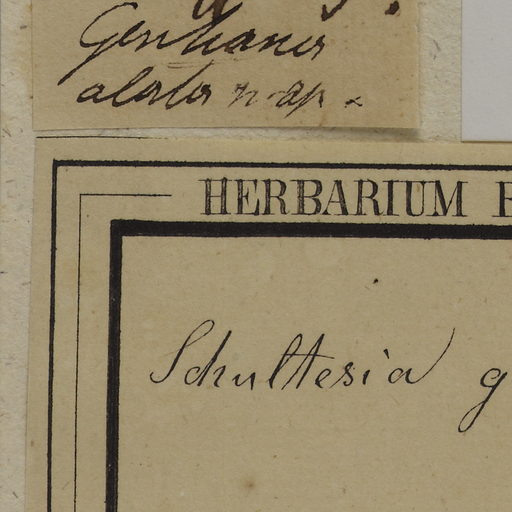 Gentiana
alata n. sp.
HERBARIUM
Schultesia g